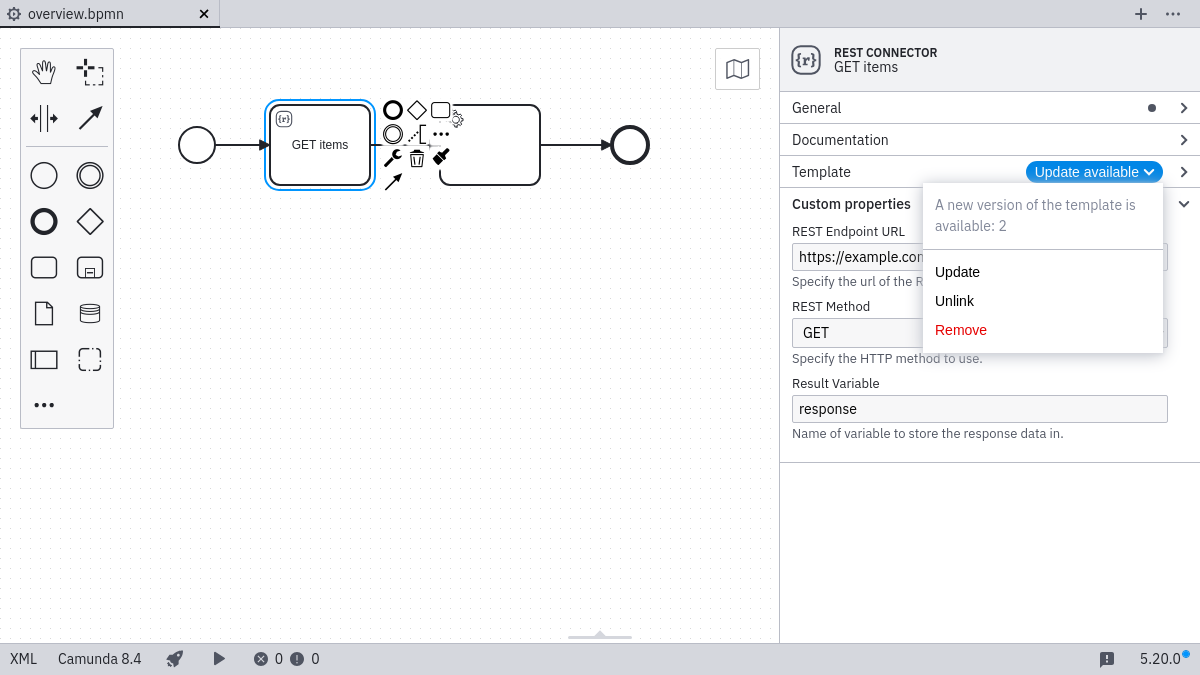 overview.bpmn
{r}
GET items
{r}
REST CONNECTOR
GET items
General
Documentation
Template
Update available
A new version of the template is
available: 2
Update
Unlink
Remove
Custom properties
REST Endpoint URL
https://example.co
Specify the url of the
REST Method
GET
Specify the HTTP method to use.
Result Variable
response
Name of variable to store the response data in.
XML
Camunda 8.4
0
0
5.20.0